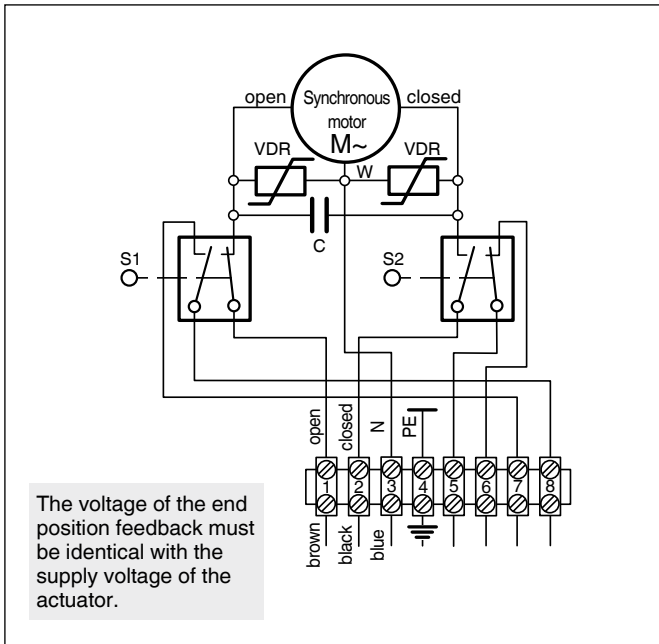 open
Synchronous
motor
M~
closed
VDR
VDR
W
C
S1
S2
open
closed
N
PE
1
2
3
4
5
6
7
8
brown
black
blue
The voltage of the end
position feedback must
be identical with the
supply voltage of the
actuator.